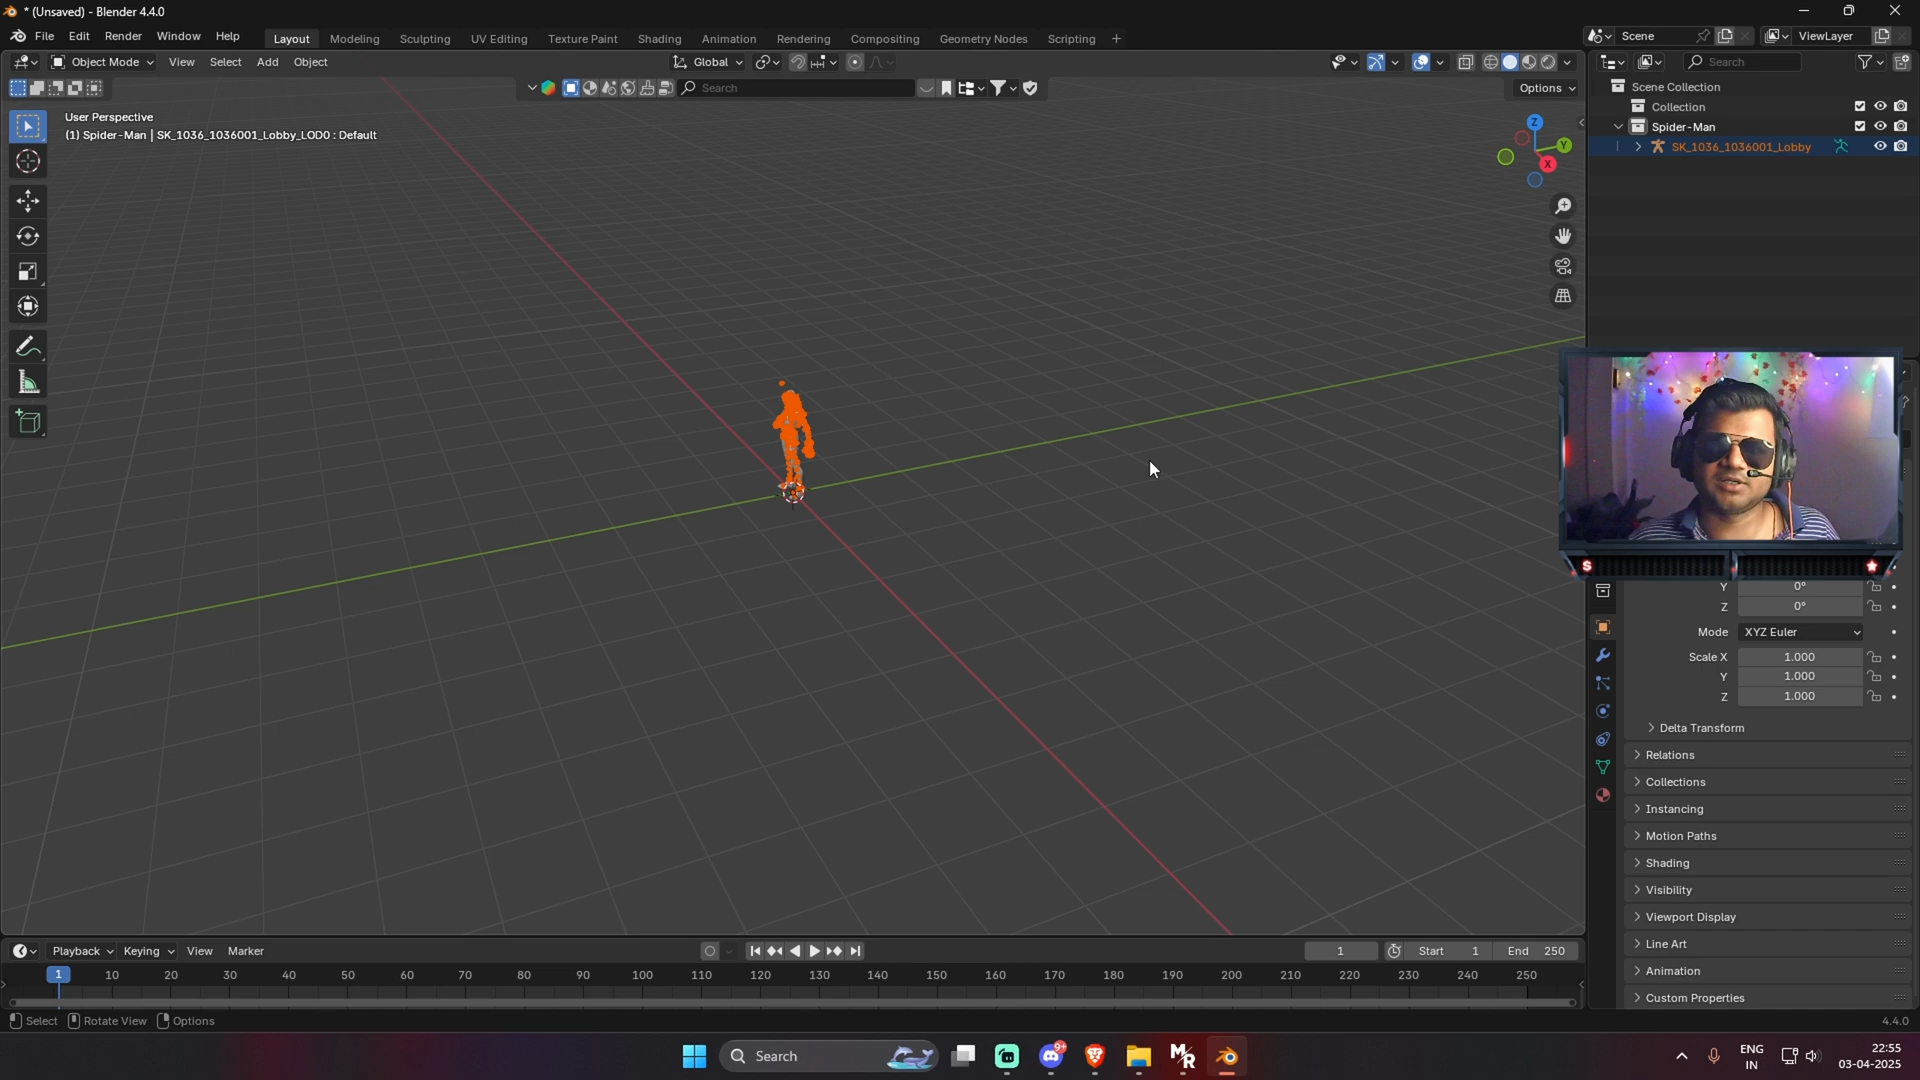 * (Unsaved) - Blender 4.4.0
File Edit Render Window Help
Layout Modeling Sculpting UV Editing Texture Paint Shading Animation Rendering Compositing Geometry Nodes Scripting +
Scene
ViewLayer
Object Mode View Select Add Object
Global
Search
Search
Options
User Perspective
(1) Spider-Man | SK_1036_1036001_Lobby_LOD0 : Default
Z
Y
X
Scene Collection
Collection
Spider-Man
SK_1036_1036001_Lobby
S
Y 0°
Z 0°
Mode XYZ Euler
Scale X 1.000
Y 1.000
Z 1.000
Delta Transform
Relations
Collections
Instancing
Motion Paths
Shading
Visibility
Viewport Display
Line Art
Animation
Custom Properties
Playback Keying View Marker
1 Start 1 End 250
1 10 20 30 40 50 60 70 80 90 100 110 120 130 140 150 160 170 180 190 200 210 220 230 240 250
Select Rotate View Options
4.4.0
Search
9+
MR
ENG
IN
22:55
03-04-2025